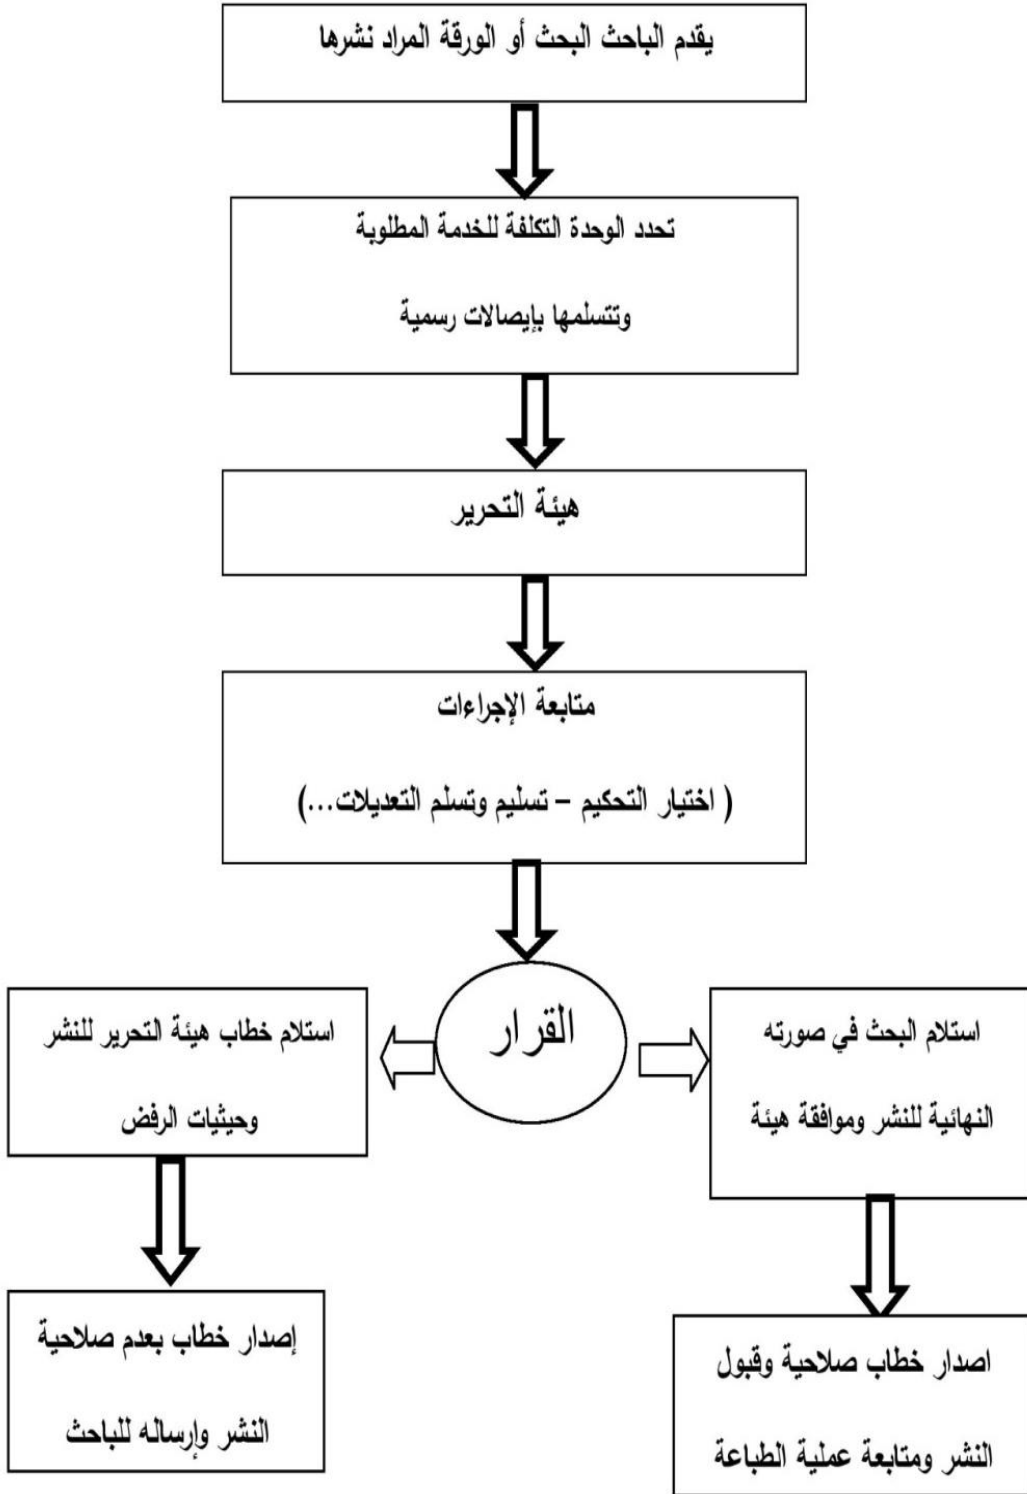 يقدم الباحث البحث أو الورقة المراد نشرها
تحدد الوحدة التكلفة للخدمة المطلوبة
وتتسلمها بإيصالات رسمية
هيئة التحرير
متابعة الإجراءات
( اختيار التحكيم – تسليم وتسلم التعديلات...)
القرار
استلام البحث في صورته
النهائية للنشر وموافقة هيئة
استلام خطاب هيئة التحرير للنشر
وحيثيات الرفض
اصدار خطاب صلاحية وقبول
النشر ومتابعة عملية الطباعة
إصدار خطاب بعدم صلاحية
النشر وإرساله للباحث